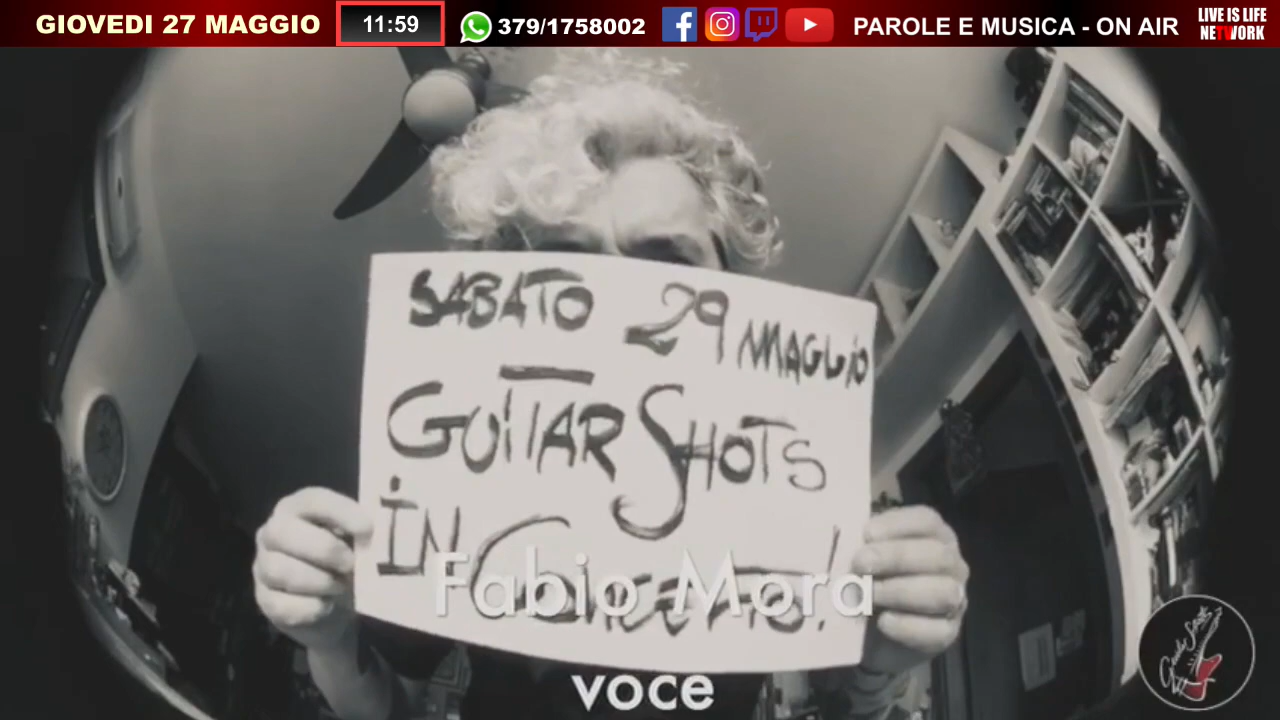 GIOVEDI 27 MAGGIO
11:59
379/1758002
PAROLE E MUSICA - ON AIR
LIVE IS LIFE
NETWORK
SABATO 29 MAGGIO
GUITAR SHOTS
IN CONCERTO!
Fabio Mora
voce